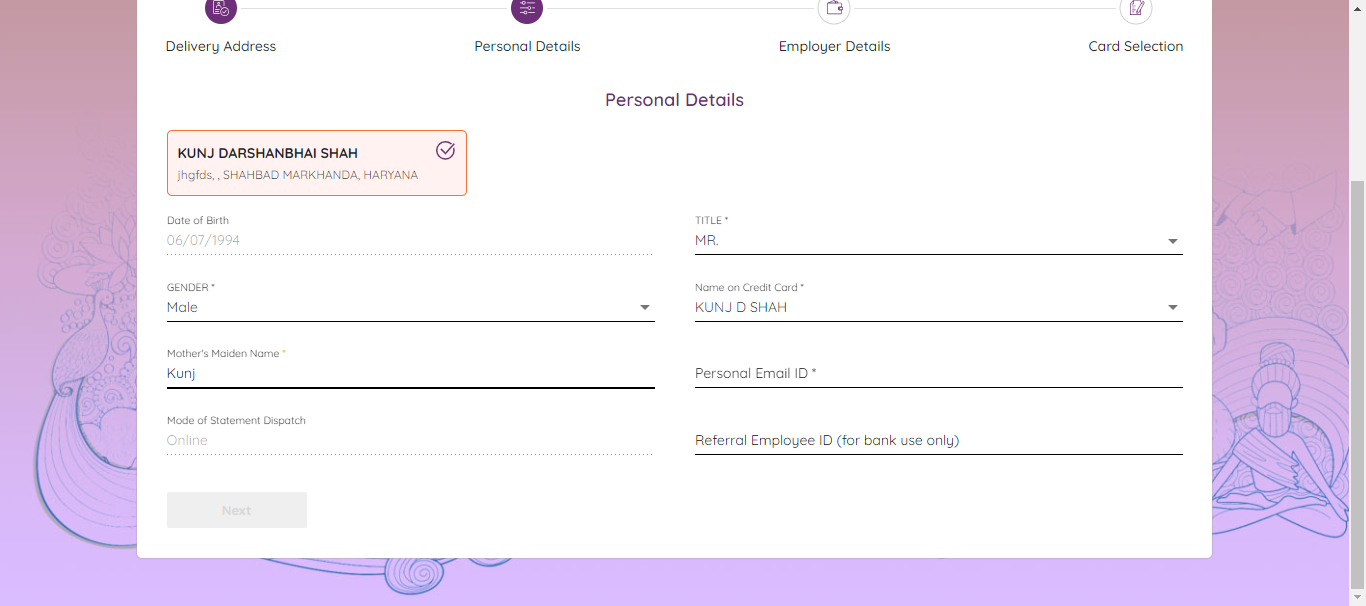 Delivery Address
Personal Details
Employer Details
Card Selection
Personal Details
KUNJ DARSHANBHAI SHAH
jhgfds, , SHAHBAD MARKHANDA, HARYANA
Date of Birth
06/07/1994
TITLE *
MR.
GENDER *
Male
Name on Credit Card *
KUNJ D SHAH
Mother's Maiden Name *
Kunj
Personal Email ID *
Mode of Statement Dispatch
Online
Referral Employee ID (for bank use only)
Next